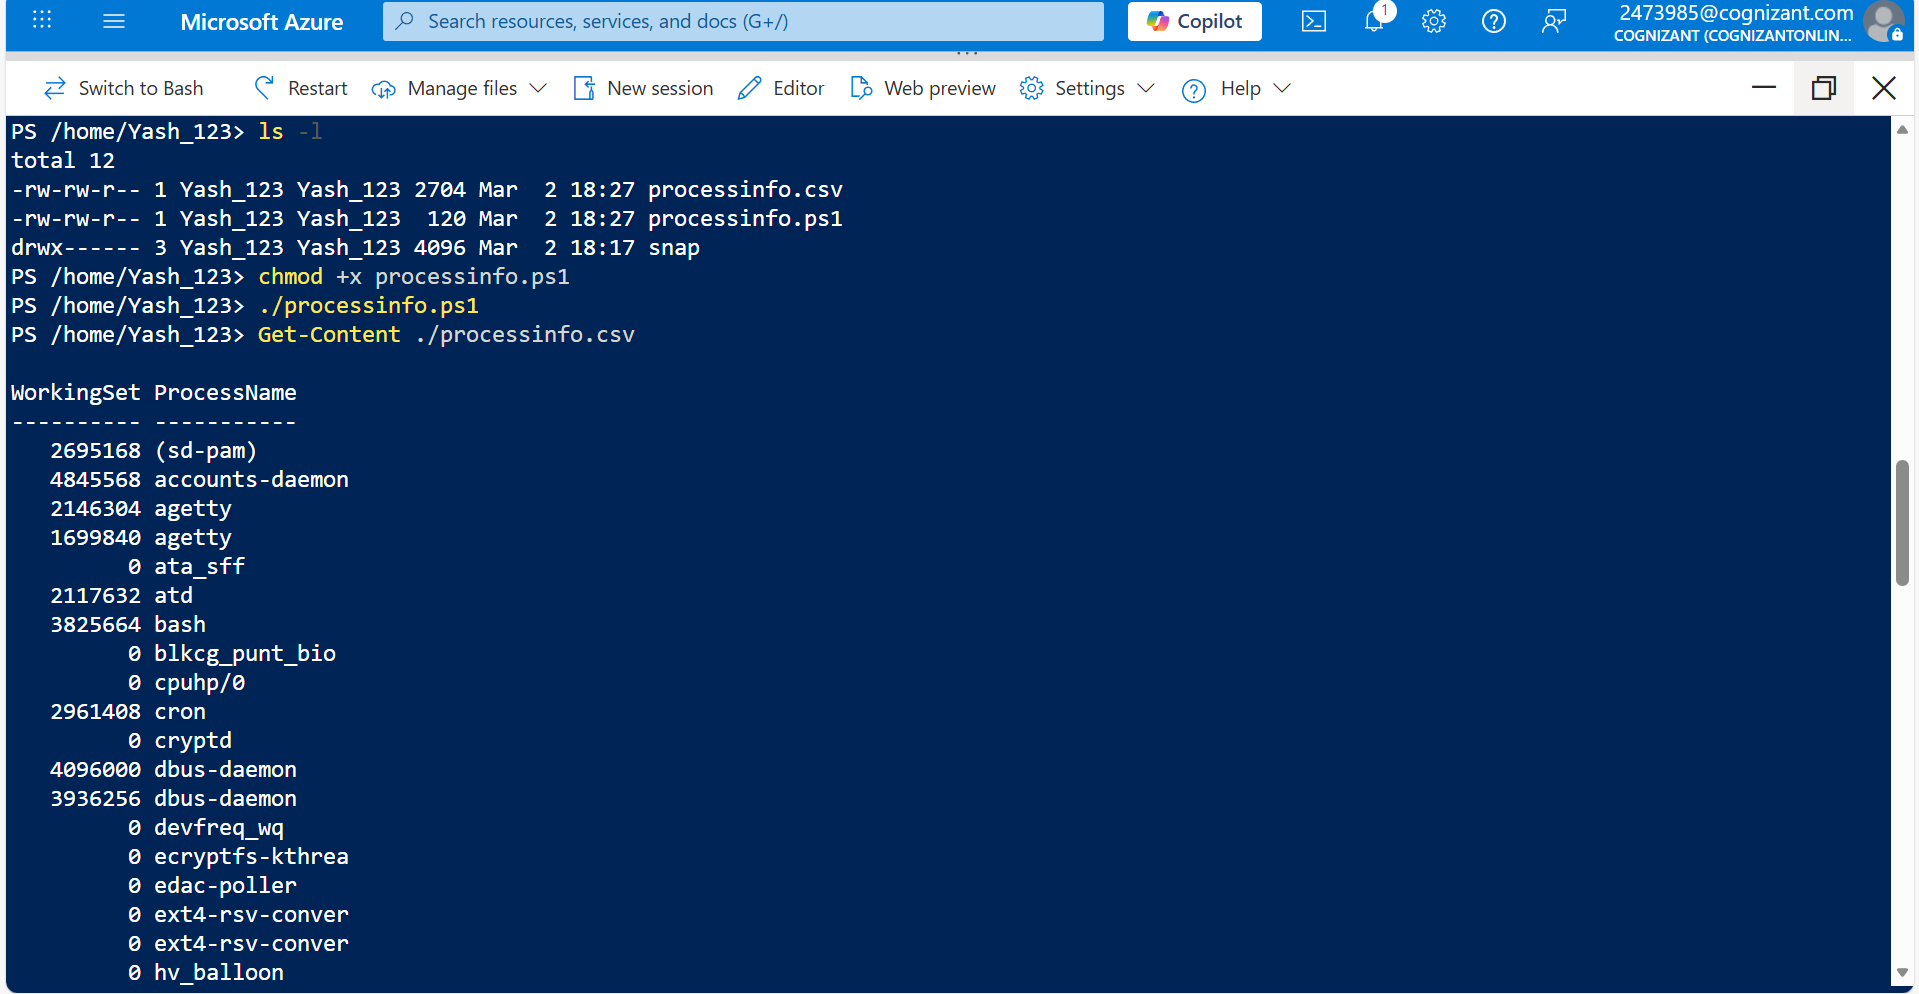 Microsoft Azure
Search resources, services, and docs (G+/)
Copilot
1
2473985@cognizant.com
COGNIZANT (COGNIZANTONLIN...
Switch to Bash
Restart
Manage files
New session
Editor
Web preview
Settings
Help
PS /home/Yash_123> ls -l
total 12
-rw-rw-r-- 1 Yash_123 Yash_123 2704 Mar  2 18:27 processinfo.csv
-rw-rw-r-- 1 Yash_123 Yash_123  120 Mar  2 18:27 processinfo.ps1
drwx------ 3 Yash_123 Yash_123 4096 Mar  2 18:17 snap
PS /home/Yash_123> chmod +x processinfo.ps1
PS /home/Yash_123> ./processinfo.ps1
PS /home/Yash_123> Get-Content ./processinfo.csv
WorkingSet ProcessName
---------- -----------
   2695168 (sd-pam)
   4845568 accounts-daemon
   2146304 agetty
   1699840 agetty
         0 ata_sff
   2117632 atd
   3825664 bash
         0 blkcg_punt_bio
         0 cpuhp/0
   2961408 cron
         0 cryptd
   4096000 dbus-daemon
   3936256 dbus-daemon
         0 devfreq_wq
         0 ecryptfs-kthrea
         0 edac-poller
         0 ext4-rsv-conver
         0 ext4-rsv-conver
         0 hv_balloon